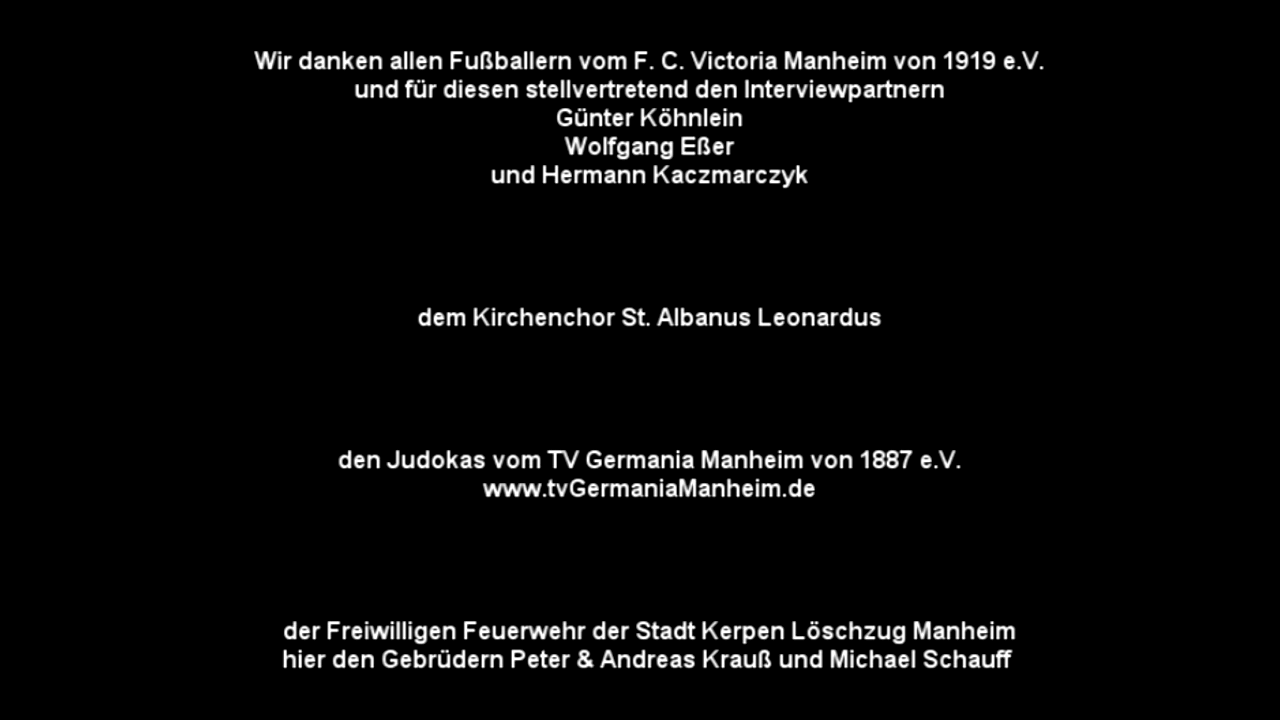 Wir danken allen Fußballern vom F. C. Victoria Manheim von 1919 e.V.
und für diesen stellvertretend den Interviewpartnern
Günter Köhnlein
Wolfgang Eßer
und Hermann Kaczmarczyk
dem Kirchenchor St. Albanus Leonardus
den Judokas vom TV Germania Manheim von 1887 e.V.
www.tvGermaniaManheim.de
der Freiwilligen Feuerwehr der Stadt Kerpen Löschzug Manheim
hier den Gebrüdern Peter & Andreas Krauß und Michael Schauff